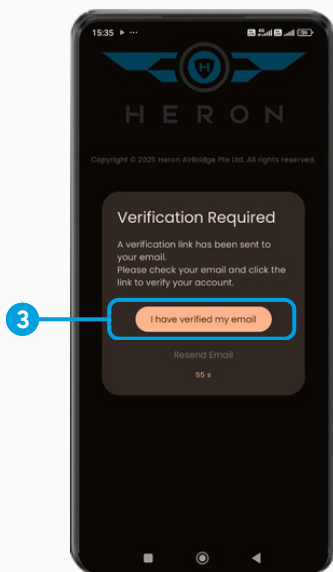 15:35
H
HERON
Copyright © 2025 Heron AirBridge Pte Ltd. All rights reserved.
Verification Required
A verification link has been sent to
your email.
Please check your email and click the
link to verify your account.
3
I have verified my email
Resend Email
55 s